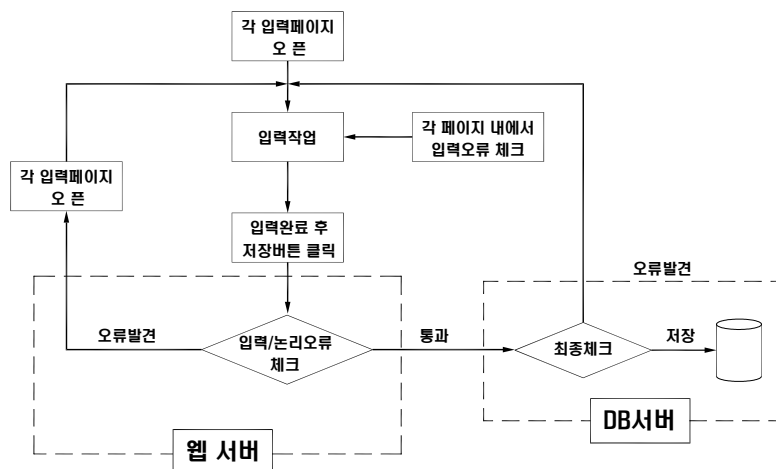 각 입력페이지
오 픈
입력작업
각 페이지 내에서
입력오류 체크
각 입력페이지
오 픈
입력완료 후
저장버튼 클릭
오류발견
오류발견
입력/논리오류
체크
통과
최종체크
저장
웹 서버
DB서버